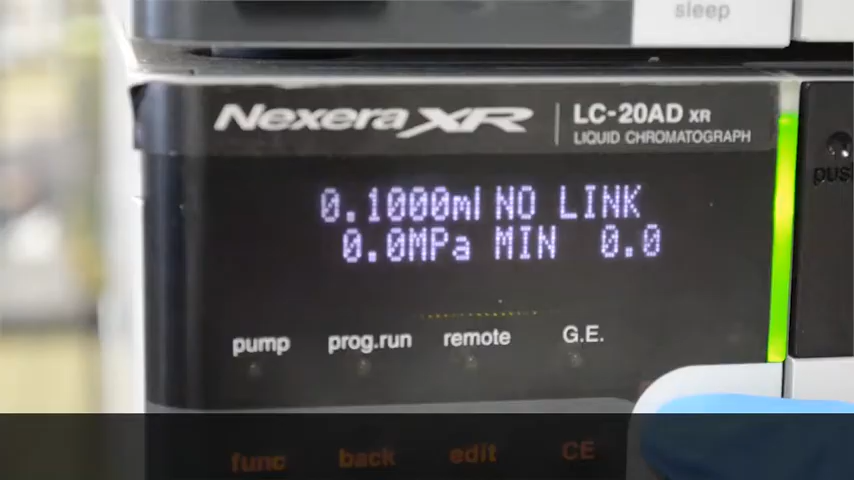 sleep
Nexera XR
LC-20AD XR
LIQUID CHROMATOGRAPH
push
0.1000ml NO LINK
0.0MPa MIN 0.0
pump prog.run remote G.E.
func back edit CE